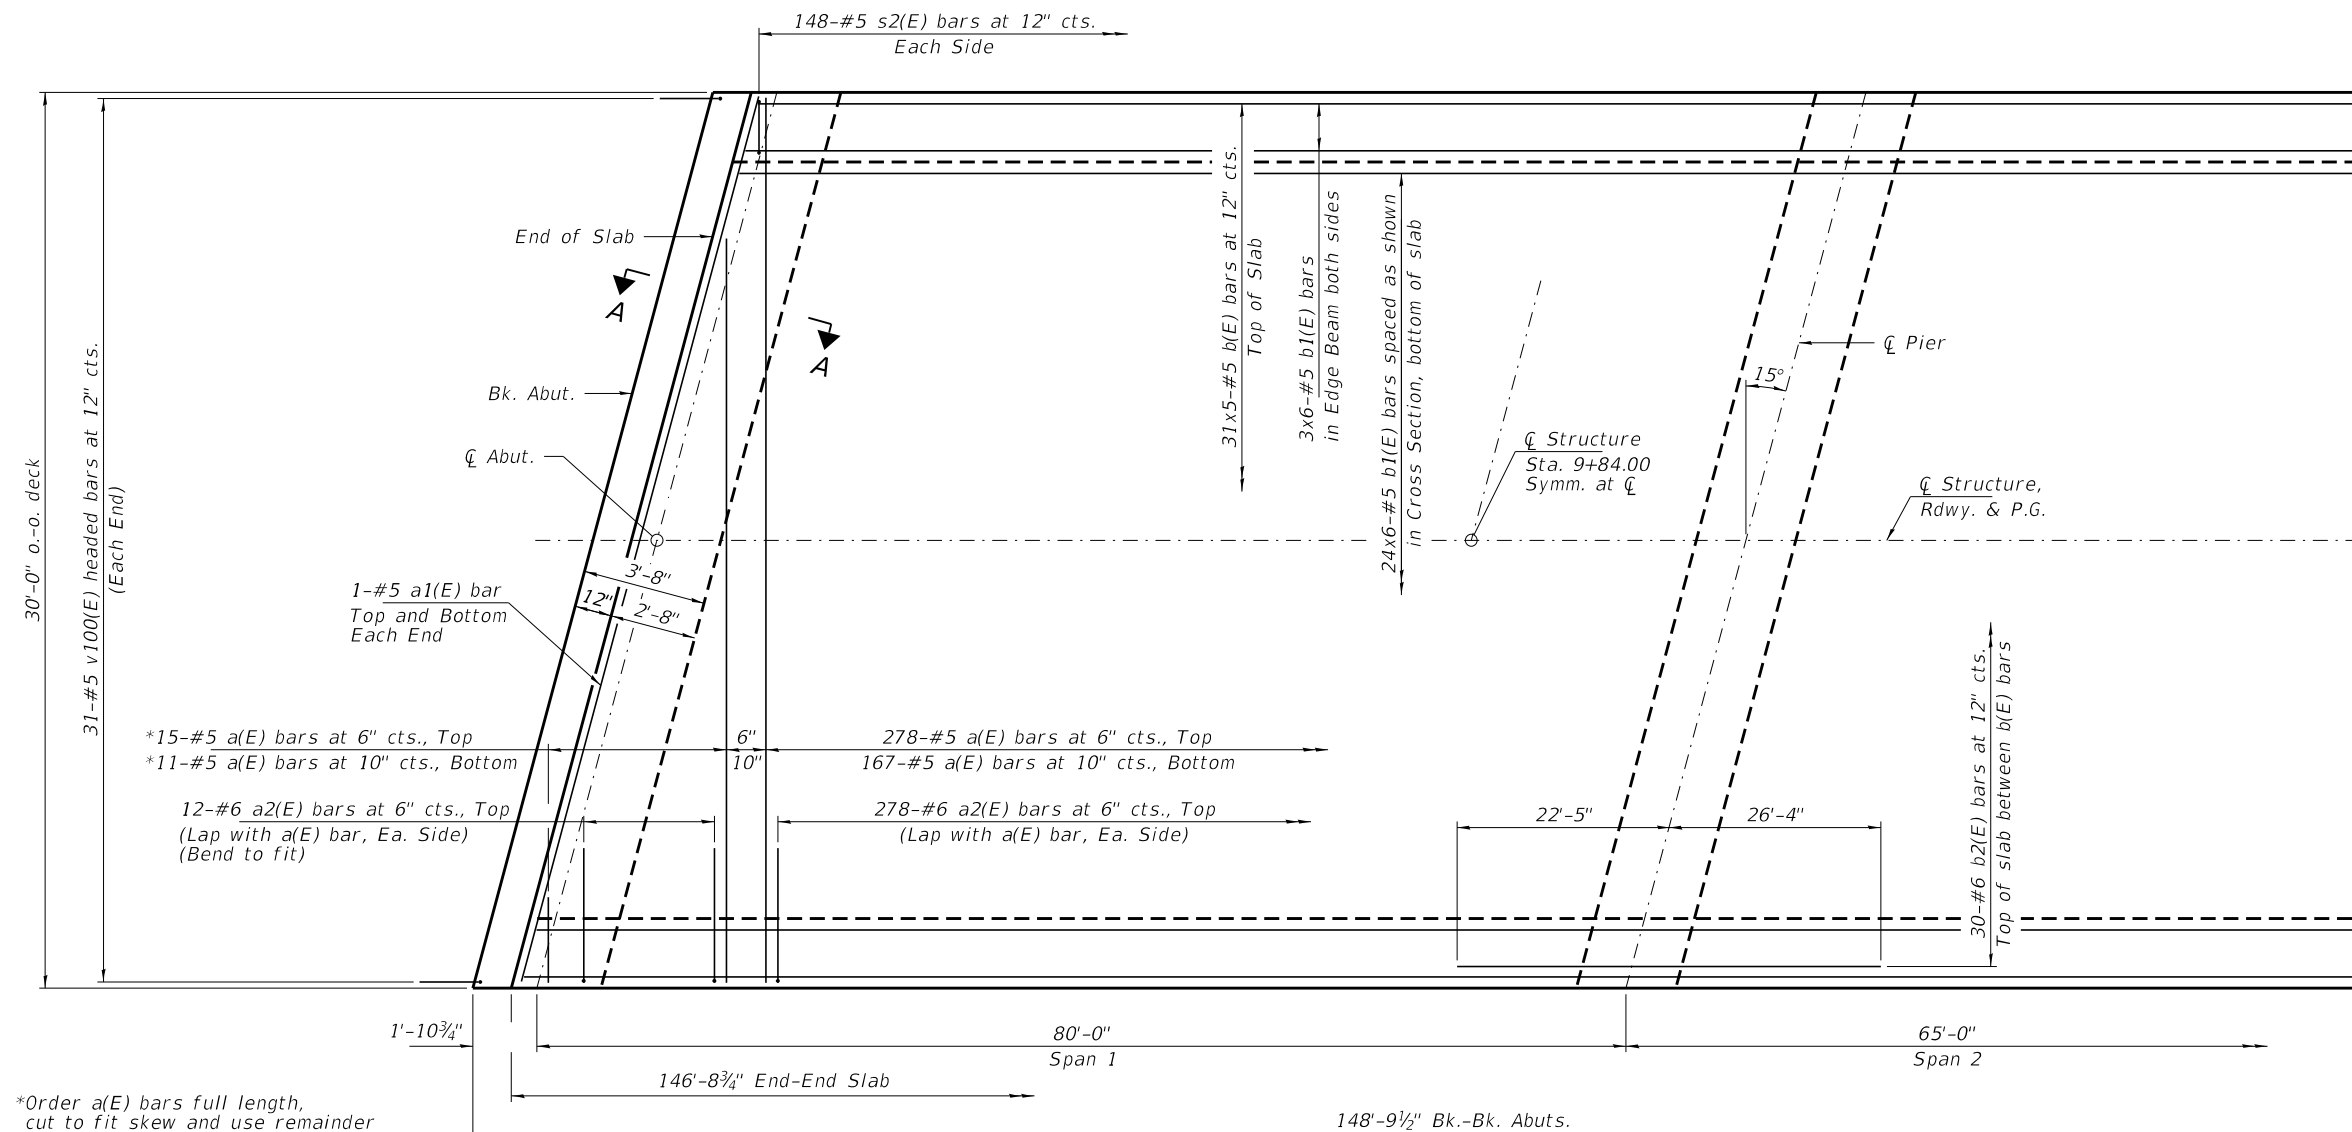 148-#5 s2(E) bars at 12" cts.
Each Side
End of Slab
A
A
Bk. Abut.
℄ Abut.
30'-0" o.-o. deck
31-#5 v100(E) headed bars at 12" cts.
(Each End)
31x5-#5 b(E) bars at 12" cts.
Top of Slab
3x6-#5 b1(E) bars
in Edge Beam both sides
24x6-#5 b1(E) bars spaced as shown
in Cross Section, bottom of slab
℄ Pier
15°
℄ Structure
Sta. 9+84.00
Symm. at ℄
℄ Structure,
Rdwy. & P.G.
3'-8"
12"
2'-8"
1-#5 a1(E) bar
Top and Bottom
Each End
*15-#5 a(E) bars at 6" cts., Top
*11-#5 a(E) bars at 10" cts., Bottom
6"
10"
278-#5 a(E) bars at 6" cts., Top
167-#5 a(E) bars at 10" cts., Bottom
12-#6 a2(E) bars at 6" cts., Top
(Lap with a(E) bar, Ea. Side)
(Bend to fit)
278-#6 a2(E) bars at 6" cts., Top
(Lap with a(E) bar, Ea. Side)
22'-5"
26'-4"
30-#6 b2(E) bars at 12" cts.
Top of slab between b(E) bars
1'-10¾"
80'-0"
Span 1
65'-0"
Span 2
146'-8¾" End-End Slab
148'-9½" Bk.-Bk. Abuts.
*Order a(E) bars full length,
cut to fit skew and use remainder